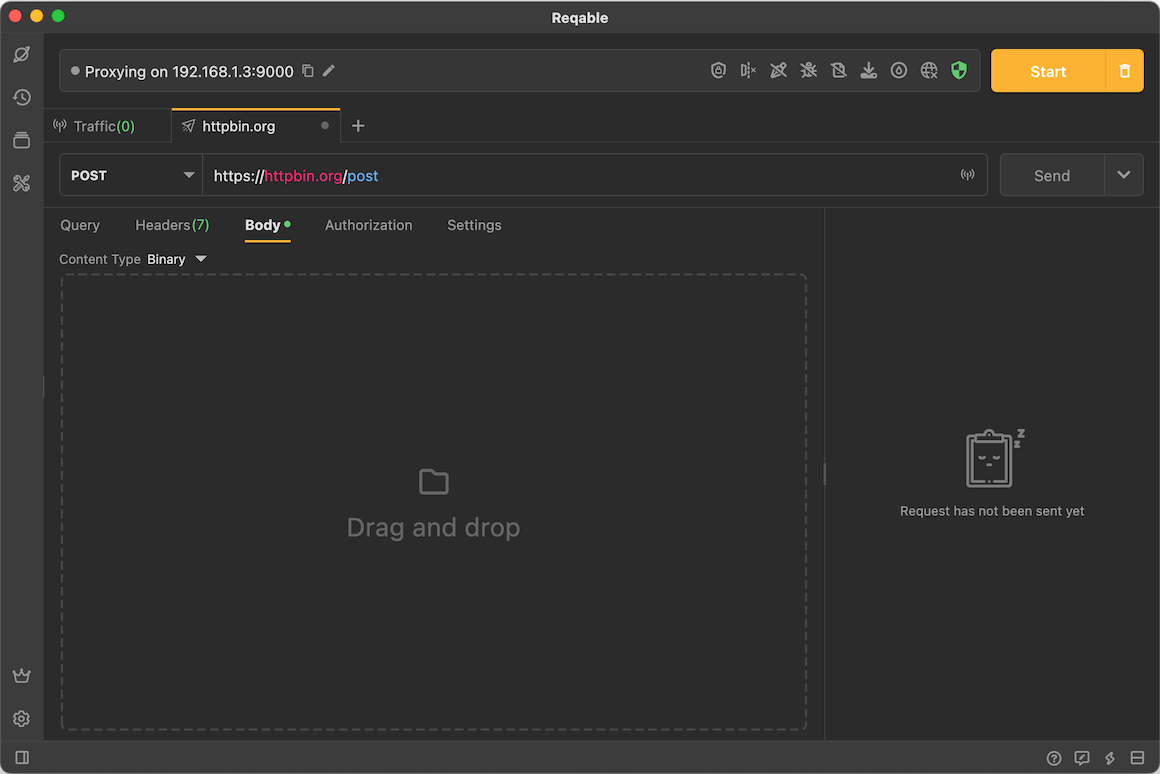 Reqable
Proxying on 192.168.1.3:9000
Start
Traffic(0)
httpbin.org
POST
https://httpbin.org/post
Send
Query
Headers(7)
Body
Authorization
Settings
Content Type Binary
Drag and drop
z
z
Request has not been sent yet